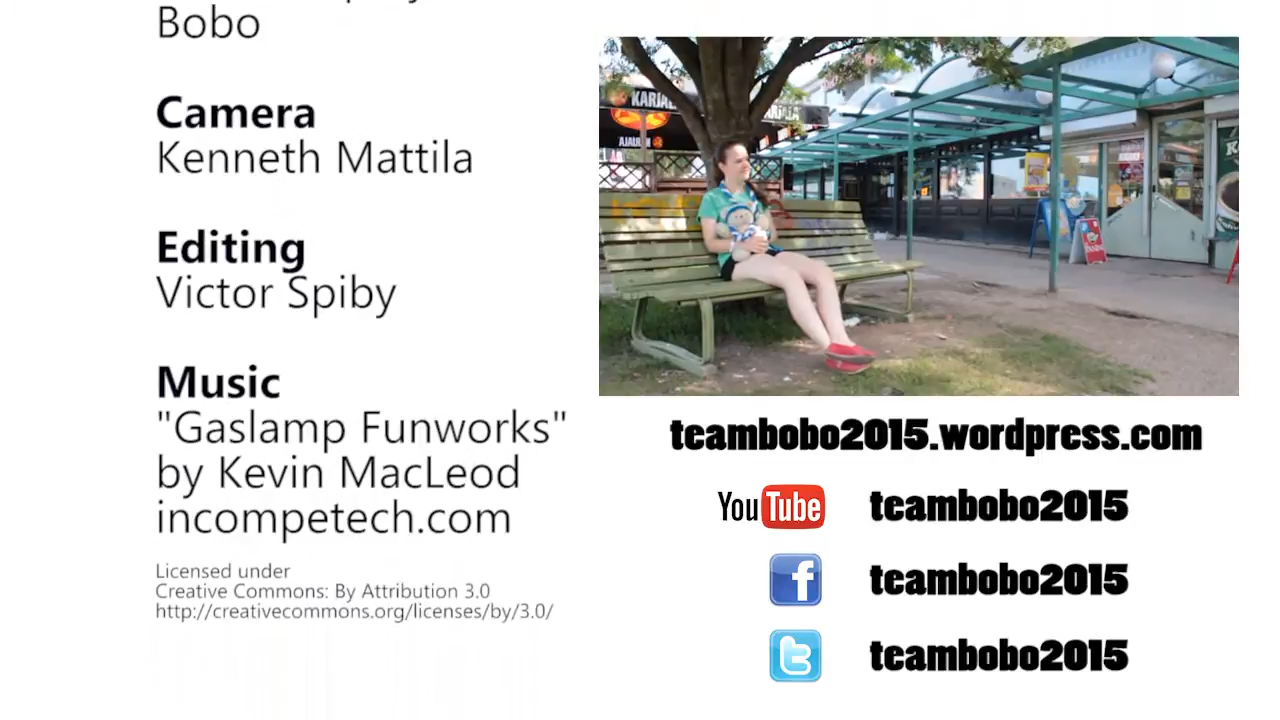 Bobo
Camera
Kenneth Mattila
Editing
Victor Spiby
Music
"Gaslamp Funworks"
by Kevin MacLeod
incompetech.com
Licensed under
Creative Commons: By Attribution 3.0
http://creativecommons.org/licenses/by/3.0/
teambobo2015.wordpress.com
YouTube teambobo2015
f teambobo2015
t teambobo2015